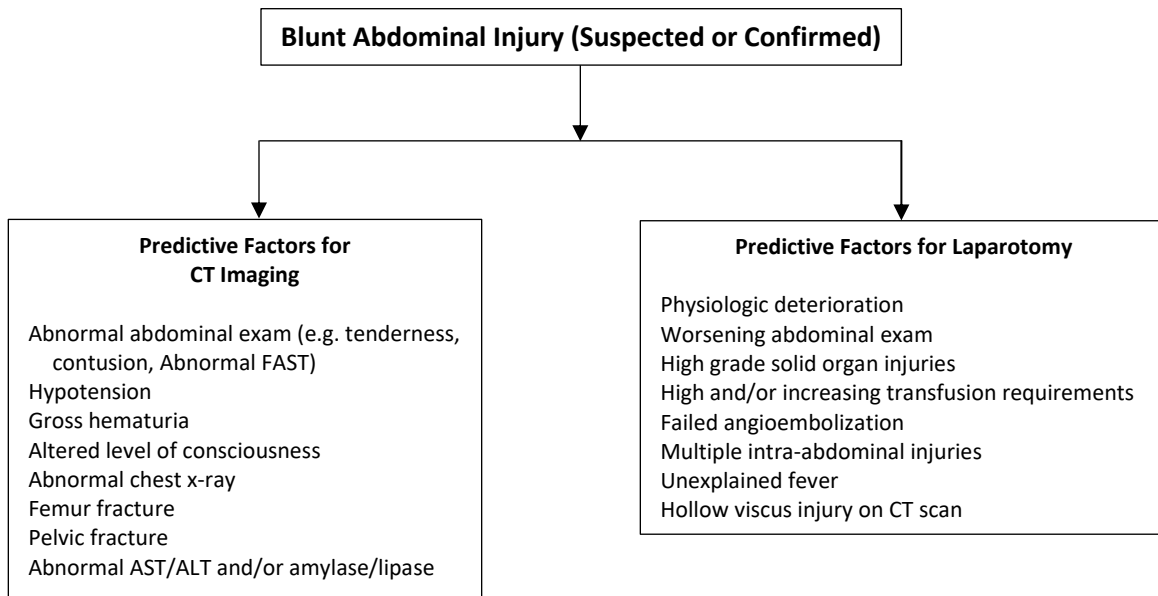 Blunt Abdominal Injury (Suspected or Confirmed)
Predictive Factors for
CT Imaging
Abnormal abdominal exam (e.g. tenderness,
contusion, Abnormal FAST)
Hypotension
Gross hematuria
Altered level of consciousness
Abnormal chest x-ray
Femur fracture
Pelvic fracture
Abnormal AST/ALT and/or amylase/lipase
Predictive Factors for Laparotomy
Physiologic deterioration
Worsening abdominal exam
High grade solid organ injuries
High and/or increasing transfusion requirements
Failed angioembolization
Multiple intra-abdominal injuries
Unexplained fever
Hollow viscus injury on CT scan